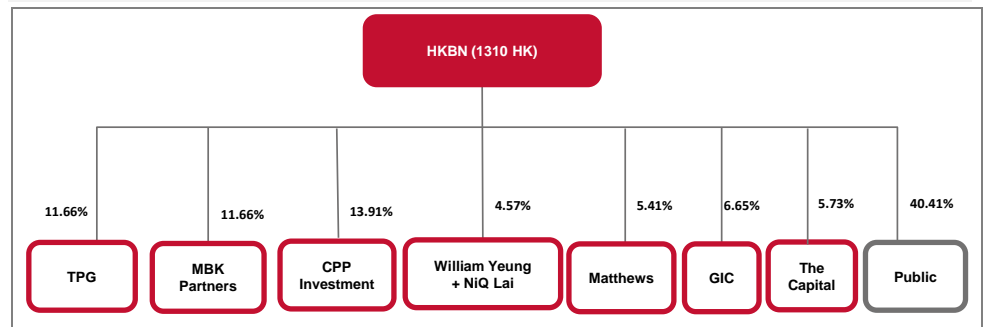 HKBN (1310 HK)
11.66%
11.66%
13.91%
4.57%
5.41%
6.65%
5.73%
40.41%
TPG
MBK
Partners
CPP
Investment
William Yeung
+ NiQ Lai
Matthews
GIC
The
Capital
Public